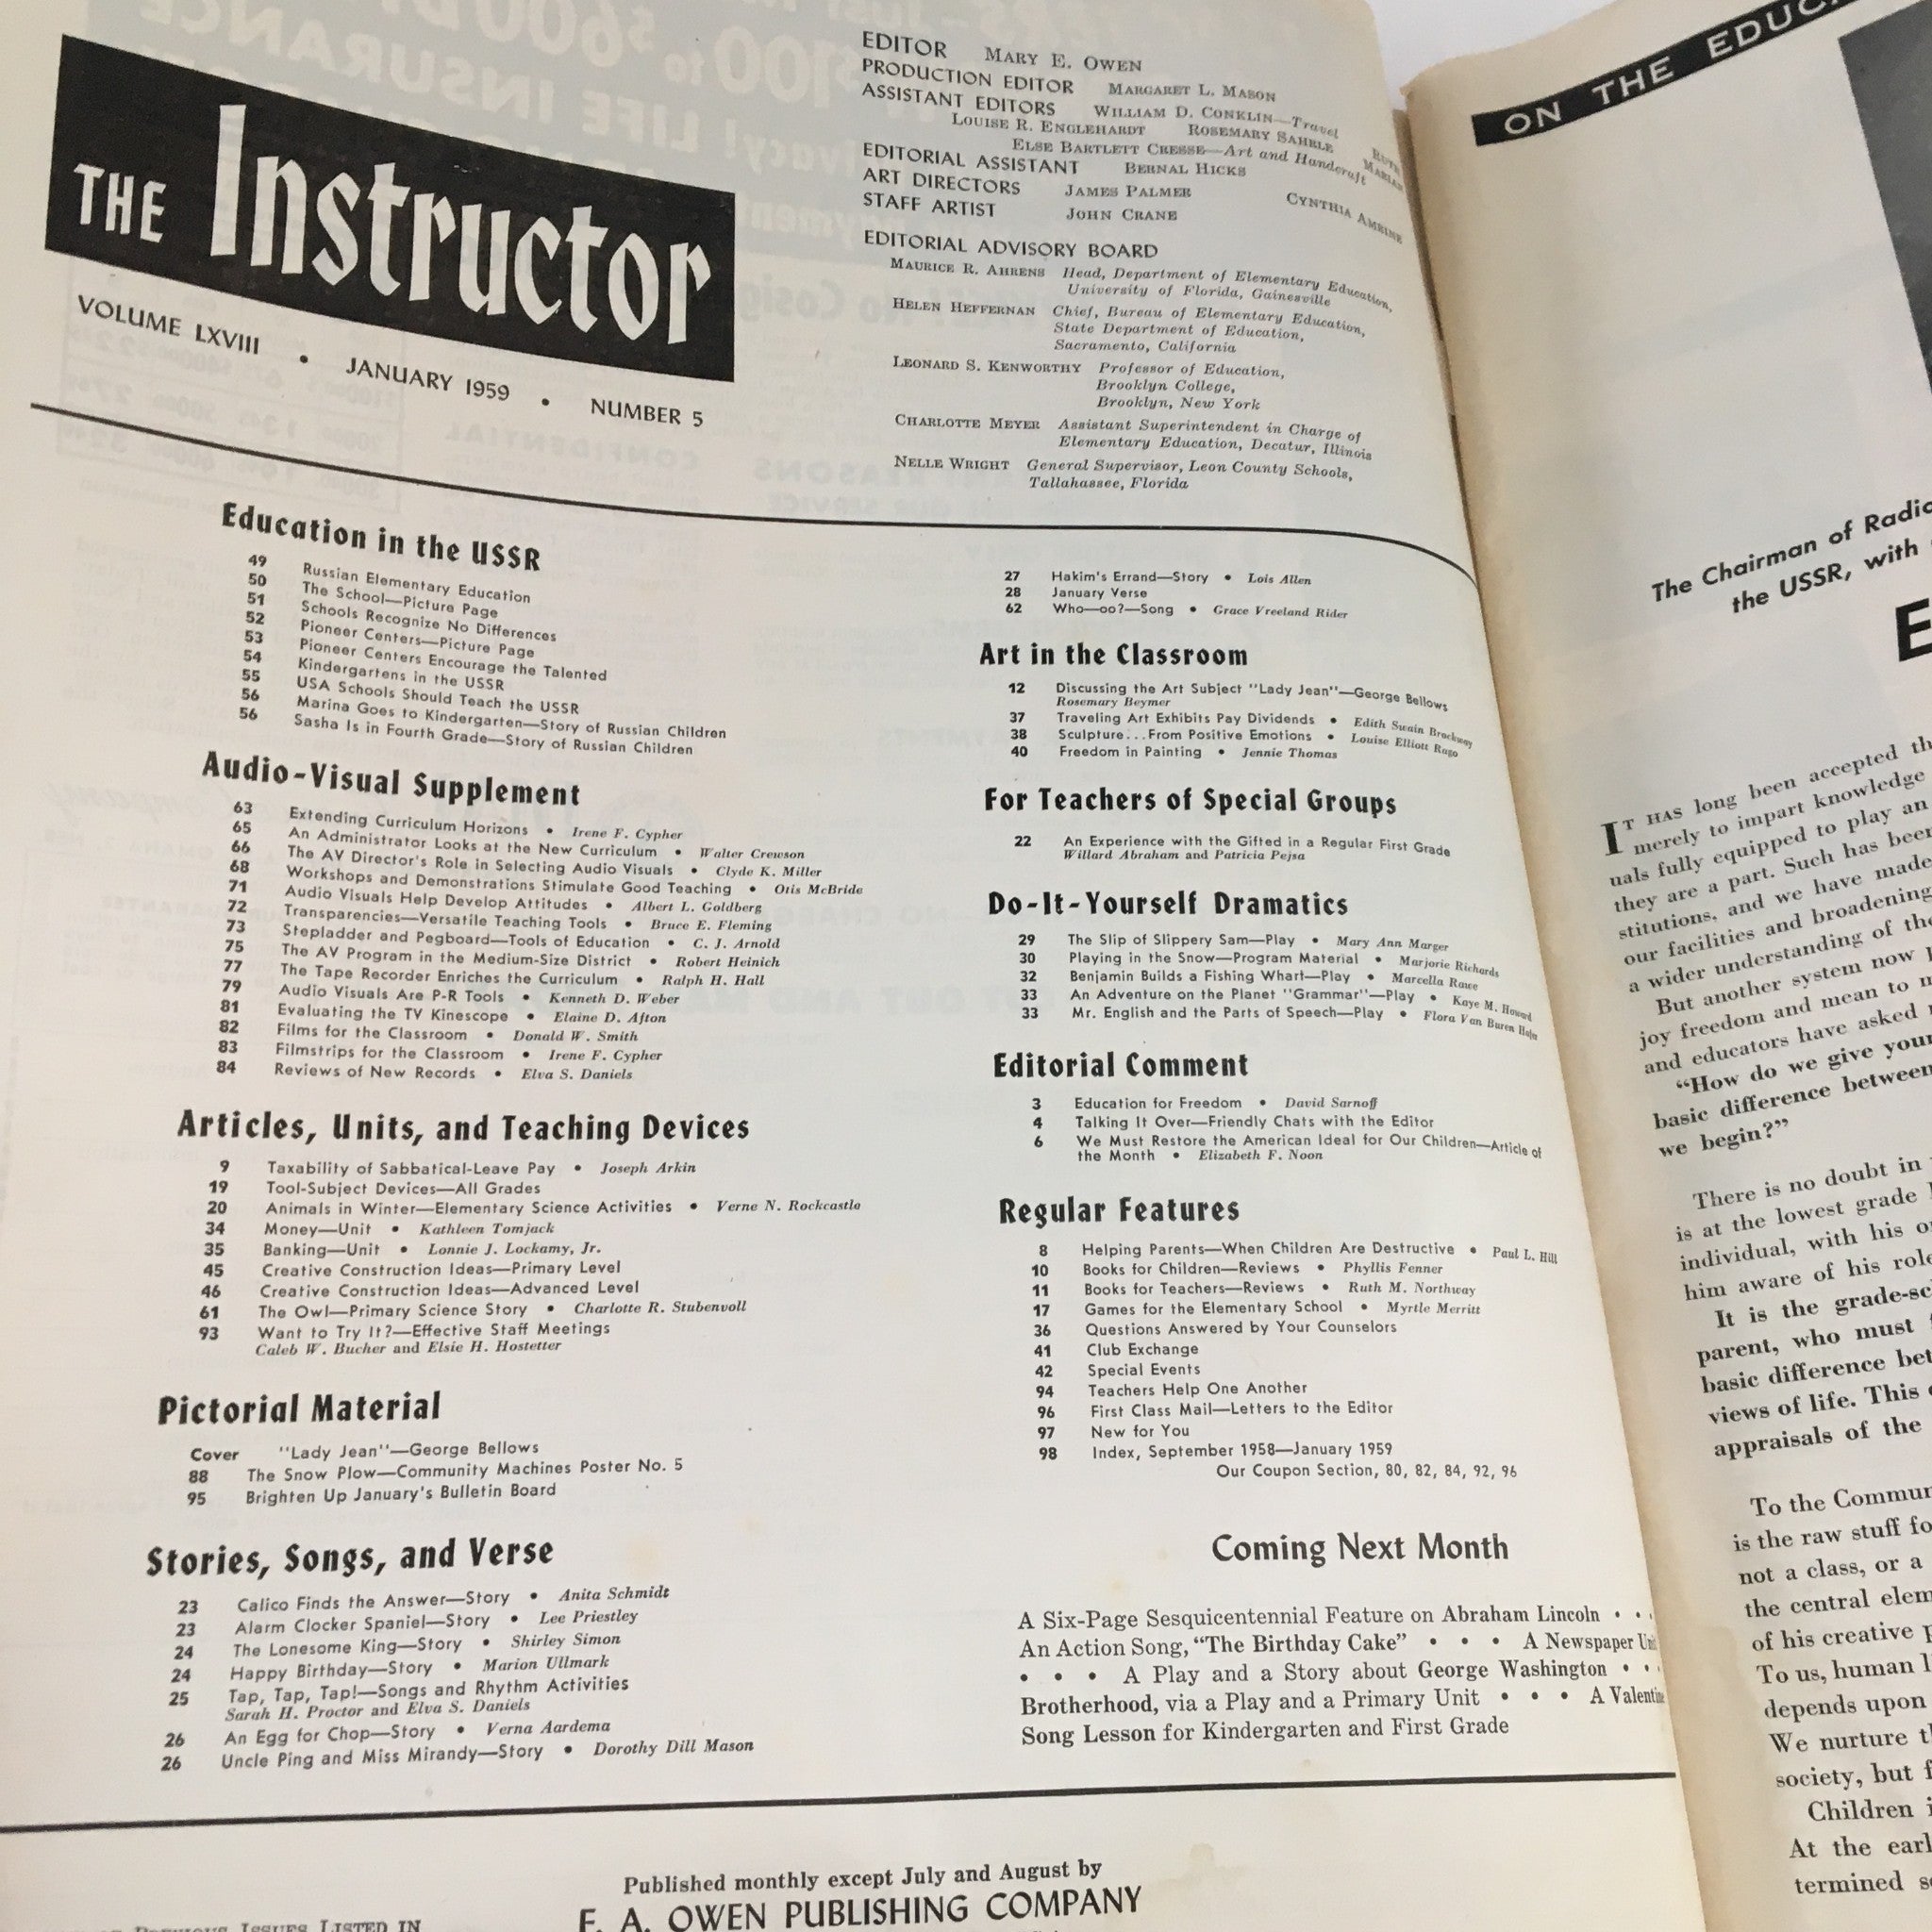 THE Instructor
VOLUME LXVIII • JANUARY 1959 • NUMBER 5
EDITOR MARY E. OWEN
PRODUCTION EDITOR MARGARET L. MASON
ASSISTANT EDITORS WILLIAM D. CONKLIN—Travel
LOUISE R. ENGLEHARDT ROSEMARY SAHRLE RUTH
ELSE BARTLETT CRESSE—Art and Handcraft MARIAN
EDITORIAL ASSISTANT BERNAL HICKS
ART DIRECTORS JAMES PALMER CYNTHIA AMRINE
STAFF ARTIST JOHN CRANE
EDITORIAL ADVISORY BOARD
MAURICE R. AHRENS Head, Department of Elementary Education,
University of Florida, Gainesville
HELEN HEFFERNAN Chief, Bureau of Elementary Education,
State Department of Education,
Sacramento, California
LEONARD S. KENWORTHY Professor of Education,
Brooklyn College,
Brooklyn, New York
CHARLOTTE MEYER Assistant Superintendent in Charge of
Elementary Education, Decatur, Illinois
NELLE WRIGHT General Supervisor, Leon County Schools,
Tallahassee, Florida
Education in the USSR
49 Russian Elementary Education
50 The School—Picture Page
51 Schools Recognize No Differences
52 Pioneer Centers—Picture Page
53 Pioneer Centers Encourage the Talented
54 Kindergartens in the USSR
55 USA Schools Should Teach the USSR
56 Marina Goes to Kindergarten—Story of Russian Children
56 Sasha Is in Fourth Grade—Story of Russian Children
Audio-Visual Supplement
63 Extending Curriculum Horizons • Irene F. Cypher
65 An Administrator Looks at the New Curriculum • Walter Crewson
66 The AV Director's Role in Selecting Audio Visuals • Clyde K. Miller
68 Workshops and Demonstrations Stimulate Good Teaching • Otis McBride
71 Audio Visuals Help Develop Attitudes • Albert L. Goldberg
72 Transparencies—Versatile Teaching Tools • Bruce E. Fleming
73 Stepladder and Pegboard—Tools of Education • C. J. Arnold
75 The AV Program in the Medium-Size District • Robert Heinich
77 The Tape Recorder Enriches the Curriculum • Ralph H. Hall
79 Audio Visuals Are P-R Tools • Kenneth D. Weber
81 Evaluating the TV Kinescope • Elaine D. Afton
82 Films for the Classroom • Donald W. Smith
83 Filmstrips for the Classroom • Irene F. Cypher
84 Reviews of New Records • Elva S. Daniels
Articles, Units, and Teaching Devices
9 Taxability of Sabbatical-Leave Pay • Joseph Arkin
19 Tool-Subject Devices—All Grades
20 Animals in Winter—Elementary Science Activities • Verne N. Rockcastle
34 Money—Unit • Kathleen Tomjack
35 Banking—Unit • Lonnie J. Lockamy, Jr.
45 Creative Construction Ideas—Primary Level
46 Creative Construction Ideas—Advanced Level
61 The Owl—Primary Science Story • Charlotte R. Stubenvoll
93 Want to Try It?—Effective Staff Meetings
Caleb W. Bucher and Elsie H. Hostetter
Pictorial Material
Cover "Lady Jean"—George Bellows
88 The Snow Plow—Community Machines Poster No. 5
95 Brighten Up January's Bulletin Board
Stories, Songs, and Verse
23 Calico Finds the Answer—Story • Anita Schmidt
23 Alarm Clocker Spaniel—Story • Lee Priestley
24 The Lonesome King—Story • Shirley Simon
24 Happy Birthday—Story • Marion Ullmark
25 Tap, Tap, Tap!—Songs and Rhythm Activities
Sarah H. Proctor and Elva S. Daniels
26 An Egg for Chop—Story • Verna Aardema
26 Uncle Ping and Miss Mirandy—Story • Dorothy Dill Mason
27 Hakim's Errand—Story • Lois Allen
28 January Verse
62 Who—oo?—Song • Grace Vreeland Rider
Art in the Classroom
12 Discussing the Art Subject "Lady Jean"—George Bellows
Rosemary Beymer
37 Traveling Art Exhibits Pay Dividends • Edith Swain Brockway
38 Sculpture...From Positive Emotions • Louise Elliott Rago
40 Freedom in Painting • Jennie Thomas
For Teachers of Special Groups
22 An Experience with the Gifted in a Regular First Grade
Willard Abraham and Patricia Pejsa
Do-It-Yourself Dramatics
29 The Slip of Slippery Sam—Play • Mary Ann Marger
30 Playing in the Snow—Program Material • Marjorie Richards
32 Benjamin Builds a Fishing Wharf—Play • Marcella Rawe
33 An Adventure on the Planet "Grammar"—Play • Kaye M. Howard
33 Mr. English and the Parts of Speech—Play • Flora Van Buren
Editorial Comment
3 Education for Freedom • David Sarnoff
4 Talking It Over—Friendly Chats with the Editor
6 We Must Restore the American Ideal for Our Children—Article of
the Month • Elizabeth F. Noon
Regular Features
8 Helping Parents—When Children Are Destructive • Paul L. Hill
10 Books for Children—Reviews • Phyllis Fenner
11 Books for Teachers—Reviews • Ruth M. Northway
17 Games for the Elementary School • Myrtle Merritt
36 Questions Answered by Your Counselors
41 Club Exchange
42 Special Events
94 Teachers Help One Another
96 First Class Mail—Letters to the Editor
97 New for You
98 Index, September 1958—January 1959
Our Coupon Section, 80, 82, 84, 92, 96
Coming Next Month
A Six-Page Sesquicentennial Feature on Abraham Lincoln • • •
An Action Song, “The Birthday Cake” • • • A Newspaper Unit
• • • A Play and a Story about George Washington • • •
Brotherhood, via a Play and a Primary Unit • • • A Valentine
Song Lesson for Kindergarten and First Grade
Published monthly except July and August by
F. A. OWEN PUBLISHING COMPANY
PREVIOUS ISSUES LISTED IN
ON THE EDUC
The Chairman of Radio
the USSR, with
E
IT HAS long been accepted th
merely to impart knowledge
uals fully equipped to play an
they are a part. Such has been
stitutions, and we have made
our facilities and broadening
a wider understanding of the
But another system now
joy freedom and mean to
and educators have asked
“How do we give your
basic difference between
we begin?”
There is no doubt in
is at the lowest grade
individual, with his o
him aware of his role
It is the grade-sc
parent, who must
basic difference bet
views of life. This
appraisals of the
To the Commun
is the raw stuff fo
not a class, or a
the central elem
of his creative
To us, human
depends upon
We nurture t
society, but f
Children i
At the earl
termined s